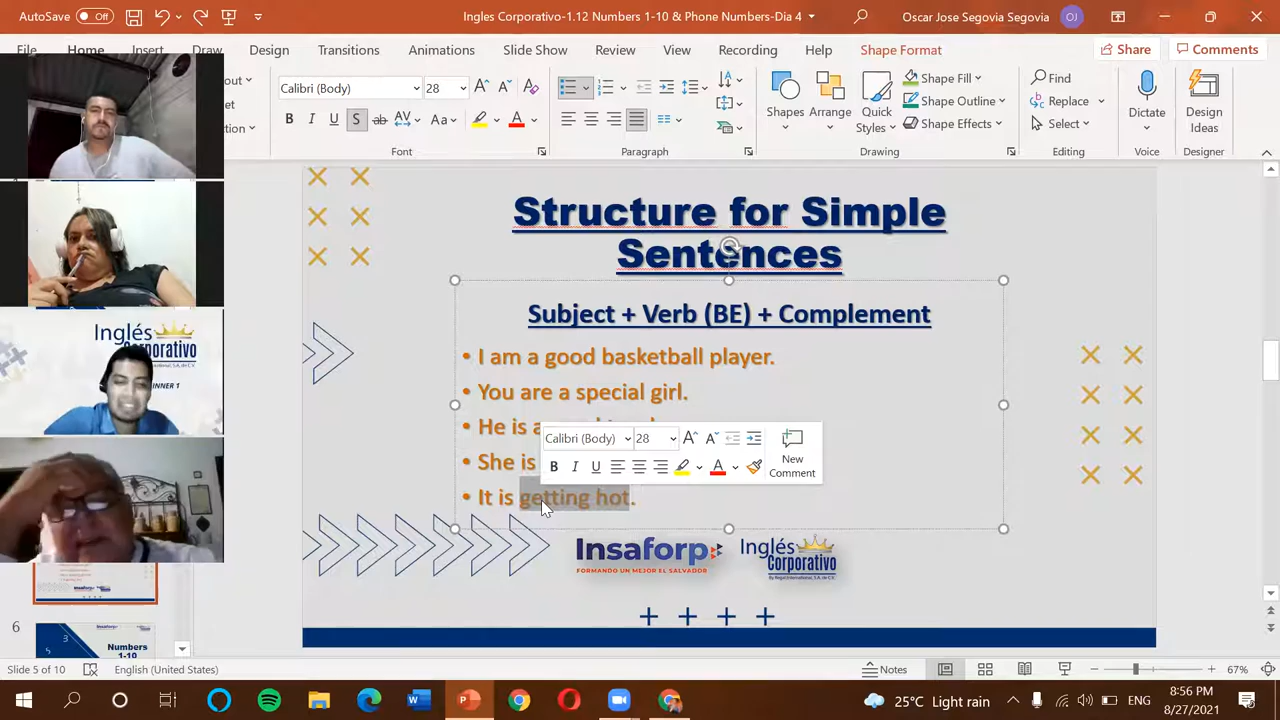 AutoSave Off
Ingles Corporativo-1.12 Numbers 1-10 & Phone Numbers-Dia 4
Oscar Jose Segovia Segovia OJ
File Home Insert Draw Design Transitions Animations Slide Show Review View Recording Help Shape Format
Share Comments
Calibri (Body) 28
Shape Fill
Shape Outline
Shape Effects
Shapes Arrange Quick Styles
Find
Replace
Select
Dictate
Design Ideas
Font Paragraph Drawing Editing Voice Designer
Structure for Simple
Sentences
Subject + Verb (BE) + Complement
• I am a good basketball player.
• You are a special girl.
• He is a
• She is
• It is getting hot.
Calibri (Body) 28
New Comment
Insaforp
FORMANDO UN MEJOR EL SALVADOR
Inglés
Corporativo
By Regal International, S.A. de C.V.
Inglés
Corporativo
6
Numbers
1-10
Slide 5 of 10 English (United States)
Notes
67%
25°C Light rain
ENG
8:56 PM
8/27/2021